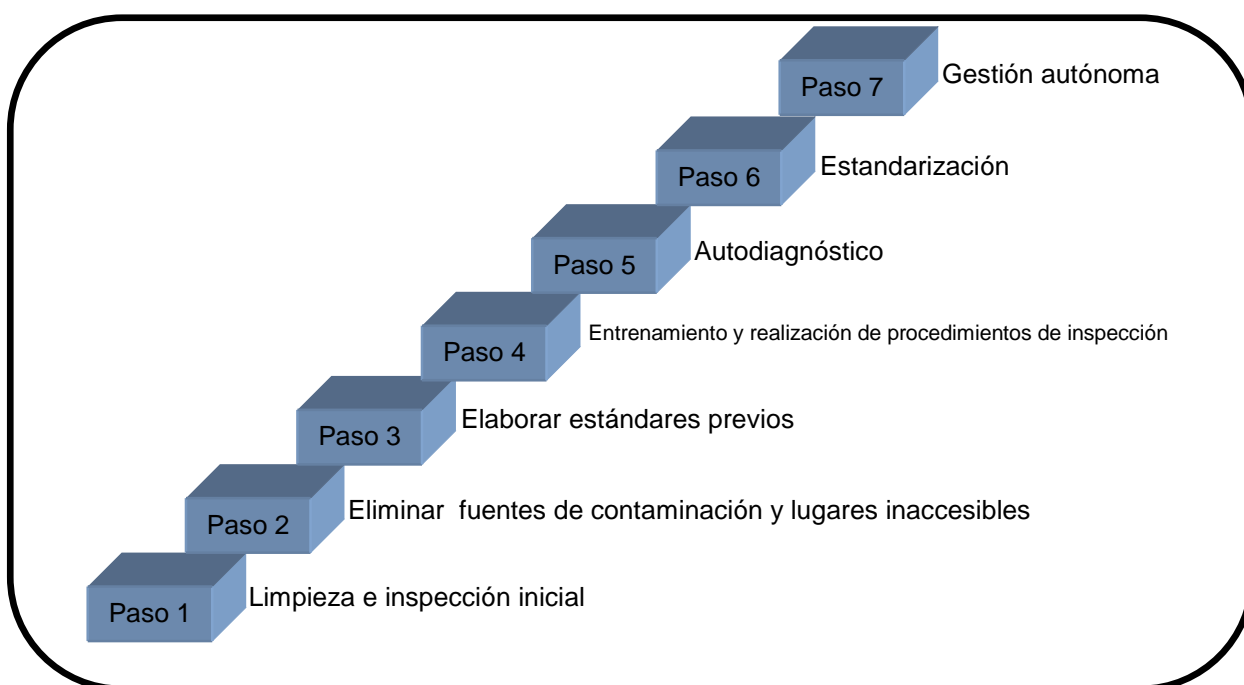 Paso 7 Gestión autónoma
Paso 6 Estandarización
Paso 5 Autodiagnóstico
Paso 4 Entrenamiento y realización de procedimientos de inspección
Paso 3 Elaborar estándares previos
Paso 2 Eliminar fuentes de contaminación y lugares inaccesibles
Paso 1 Limpieza e inspección inicial